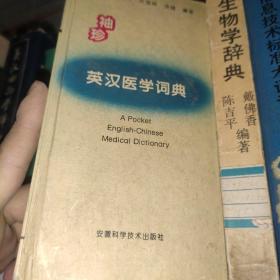 袖珍
英汉医学词典
A Pocket
English-Chinese
Medical Dictionary
安徽科学技术出版社
生物学辞典
戴佛香
陈吉平
编著